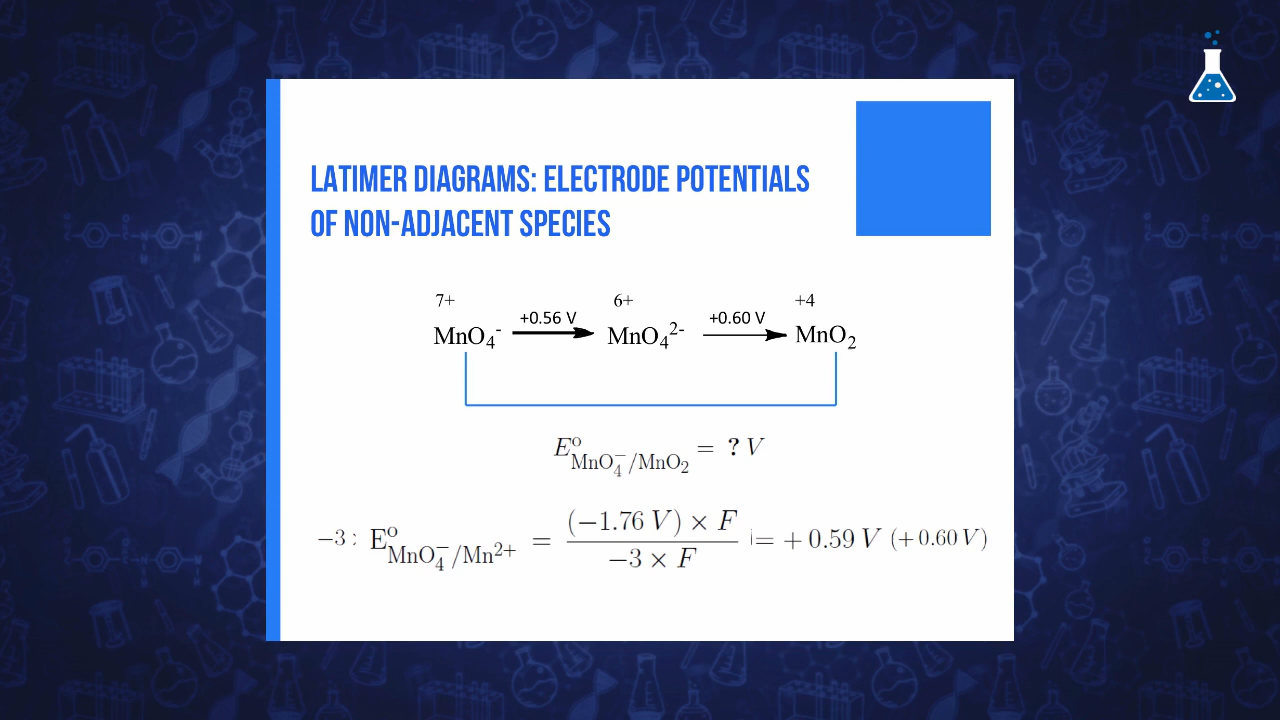 LATIMER DIAGRAMS: ELECTRODE POTENTIALS
OF NON-ADJACENT SPECIES
7+ 6+ +4
+0.56 V +0.60 V
MnO₄⁻ MnO₄²⁻ MnO₂
E°MnO₄⁻/MnO₂ = ? V
−3 : E°MnO₄⁻/Mn²⁺ = (−1.76 V) × F / −3 × F = + 0.59 V (+ 0.60 V)